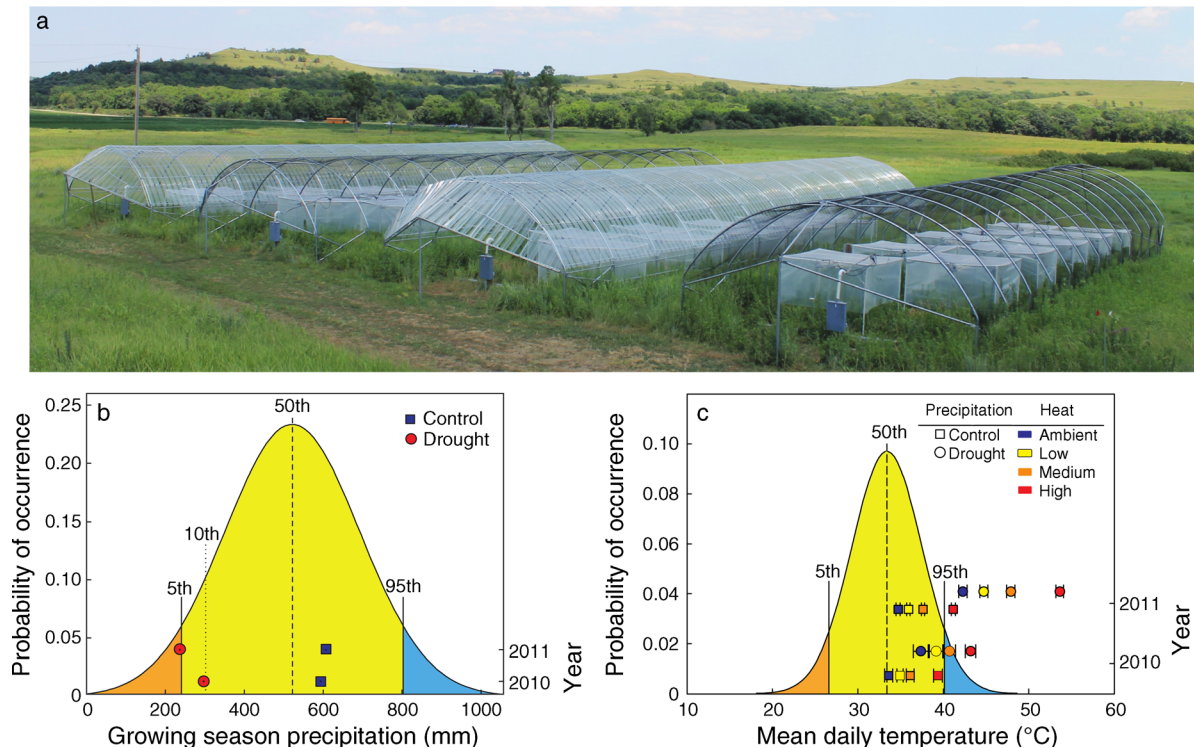 a
b
Probability of occurrence
0.25
0.20
0.15
0.10
0.05
0
5th
10th
50th
95th
Control
Drought
2011
2010
Year
0
200
400
600
800
1000
Growing season precipitation (mm)
c
Probability of occurrence
0.10
0.08
0.06
0.04
0.02
0
5th
50th
95th
Precipitation Heat
Control Ambient
Drought Low
Medium
High
2011
2010
Year
10
20
30
40
50
60
Mean daily temperature (°C)